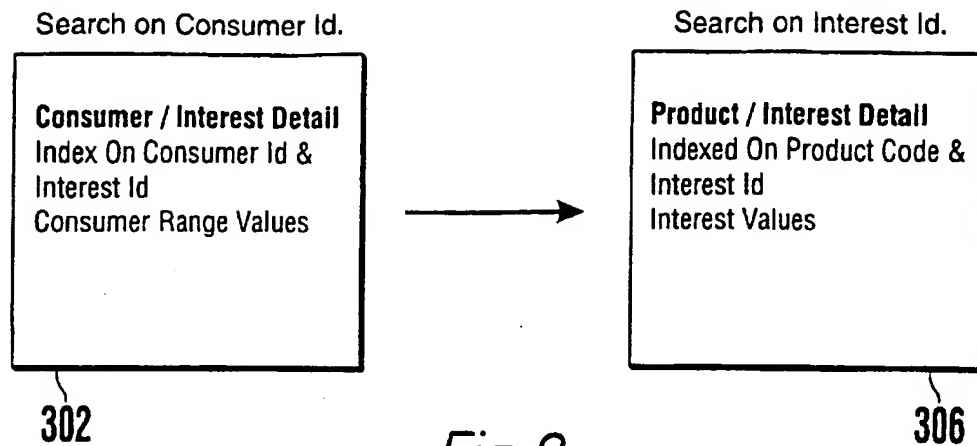 Search on Consumer Id.
Consumer / Interest Detail
Index On Consumer Id &
Interest Id
Consumer Range Values
302
Search on Interest Id.
Product / Interest Detail
Indexed On Product Code &
Interest Id
Interest Values
306